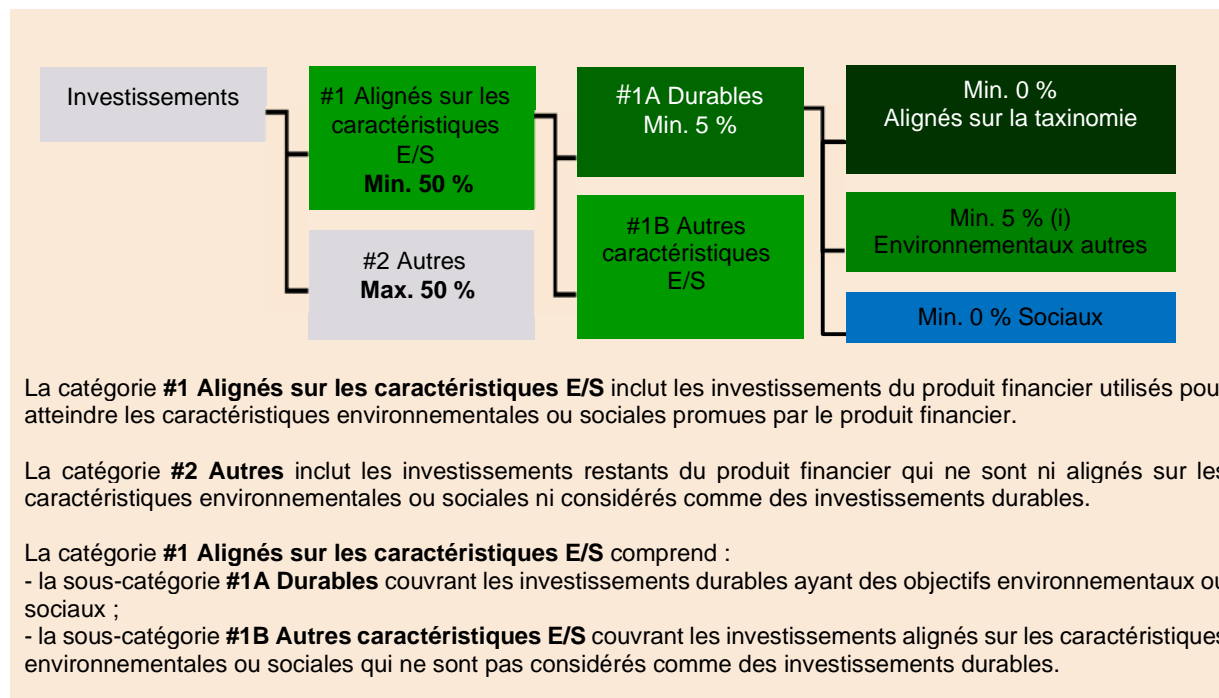 Investissements
#1 Alignés sur les
caractéristiques
E/S
Min. 50 %
#2 Autres
Max. 50 %
#1A Durables
Min. 5 %
#1B Autres
caractéristiques
E/S
Min. 0 %
Alignés sur la taxinomie
Min. 5 % (i)
Environnementaux autres
Min. 0 % Sociaux
La catégorie #1 Alignés sur les caractéristiques E/S inclut les investissements du produit financier utilisés pou
atteindre les caractéristiques environnementales ou sociales promues par le produit financier.
La catégorie #2 Autres inclut les investissements restants du produit financier qui ne sont ni alignés sur les
caractéristiques environnementales ou sociales ni considérés comme des investissements durables.
La catégorie #1 Alignés sur les caractéristiques E/S comprend :
- la sous-catégorie #1A Durables couvrant les investissements durables ayant des objectifs environnementaux ou
sociaux ;
- la sous-catégorie #1B Autres caractéristiques E/S couvrant les investissements alignés sur les caractéristiques
environnementales ou sociales qui ne sont pas considérés comme des investissements durables.